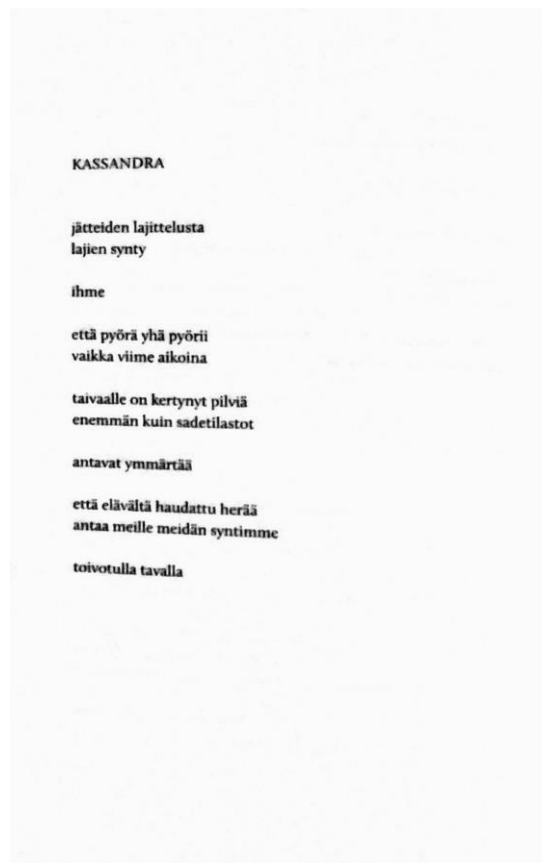 KASSANDRA
jätteiden lajittelusta
lajien synty
ihme
että pyörä yhä pyörii
vaikka viime aikoina
taivaalle on kertynyt pilviä
enemmän kuin sadetilastot
antavat ymmärtää
että elävältä haudattu herää
antaa meille meidän syntimme
toivotulla tavalla